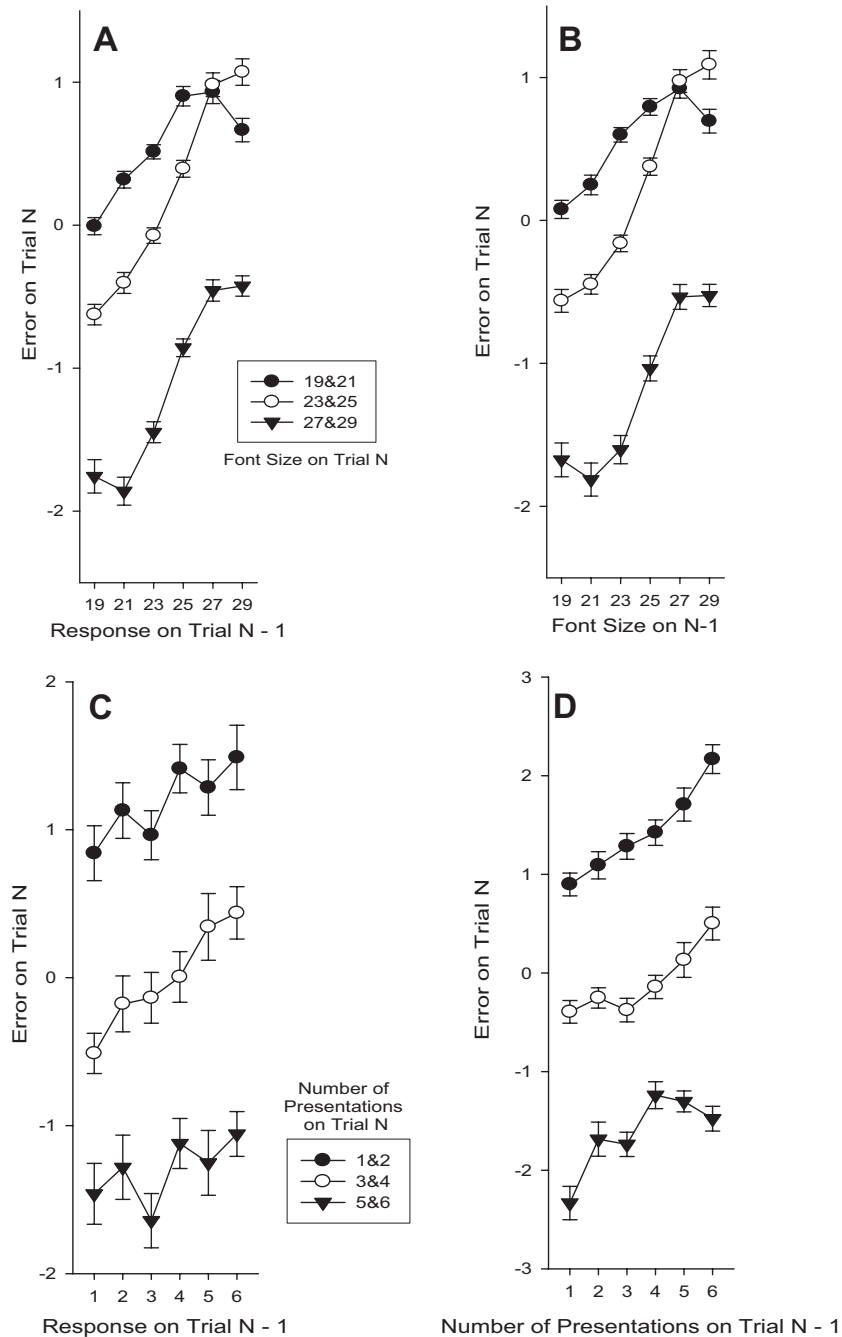 A
1
0
-1
-2
Error on Trial N
19&21
23&25
27&29
Font Size on Trial N
19 21 23 25 27 29
Response on Trial N - 1
B
1
0
-1
-2
Error on Trial N
19 21 23 25 27 29
Font Size on N-1
C
2
1
0
-1
-2
Error on Trial N
Number of
Presentations
on Trial N
1&2
3&4
5&6
1 2 3 4 5 6
Response on Trial N - 1
D
3
2
1
0
-1
-2
-3
Error on Trial N
1 2 3 4 5 6
Number of Presentations on Trial N - 1